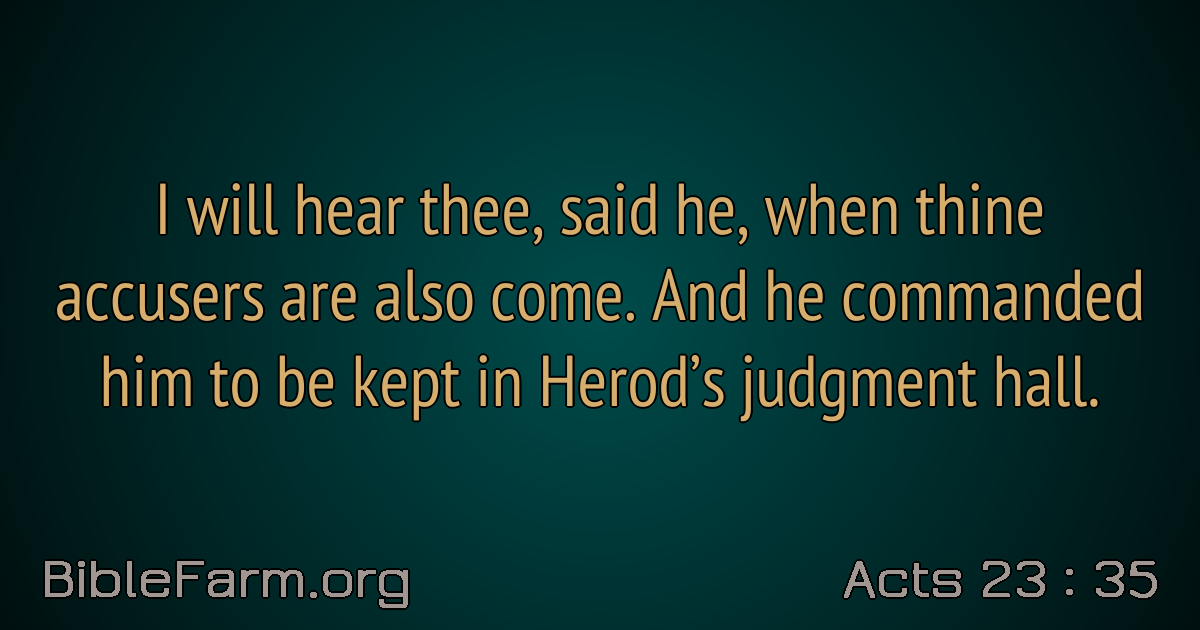 I will hear thee, said he, when thine
accusers are also come. And he commanded
him to be kept in Herod’s judgment hall.
BibleFarm.org
Acts 23 : 35